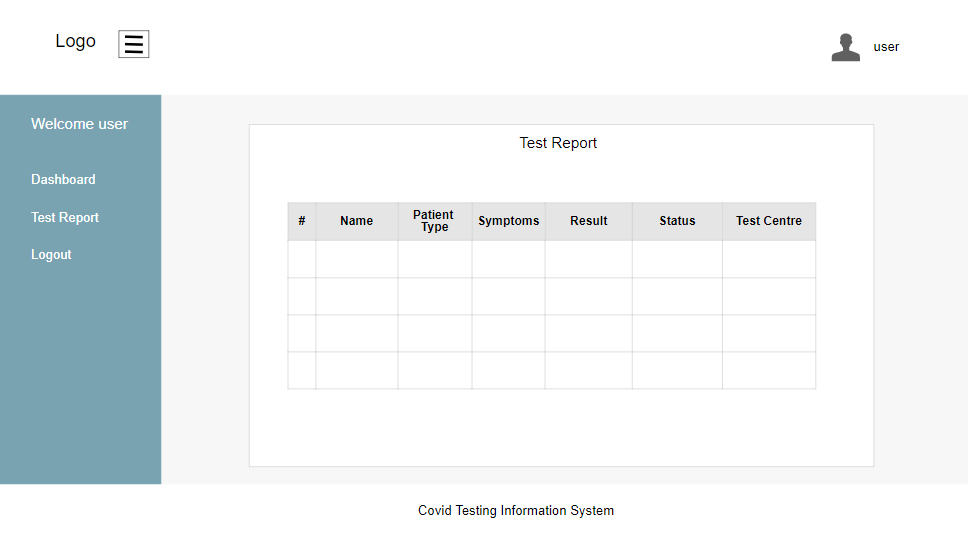 Logo
user
Welcome user
Dashboard
Test Report
Logout
Test Report
# Name Patient Type Symptoms Result Status Test Centre
Covid Testing Information System